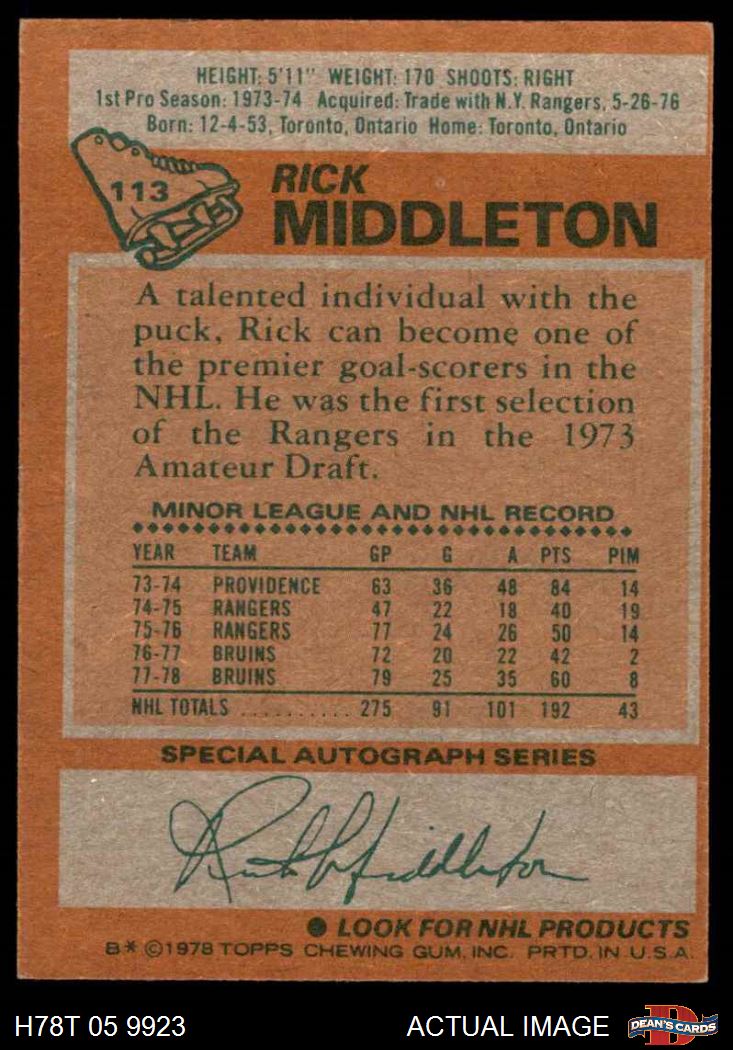 HEIGHT: 5'11" WEIGHT: 170 SHOOTS: RIGHT
1st Pro Season: 1973-74 Acquired: Trade with N.Y. Rangers, 5-26-76
Born: 12-4-53, Toronto, Ontario Home: Toronto, Ontario
113
RICK
MIDDLETON
A talented individual with the
puck, Rick can become one of
the premier goal-scorers in the
NHL. He was the first selection
of the Rangers in the 1973
Amateur Draft.
MINOR LEAGUE AND NHL RECORD
YEAR TEAM GP G A PTS PIM
73-74 PROVIDENCE 63 36 48 84 14
74-75 RANGERS 47 22 18 40 19
75-76 RANGERS 77 24 26 50 14
76-77 BRUINS 72 20 22 42 2
77-78 BRUINS 79 25 35 60 8
NHL TOTALS .......... 275 91 101 192 43
SPECIAL AUTOGRAPH SERIES
Rick Middleton
● LOOK FOR NHL PRODUCTS
B* ©1978 TOPPS CHEWING GUM, INC. PRTD. IN U.S.A.
H78T 05 9923 ACTUAL IMAGE D DEAN'S CARDS